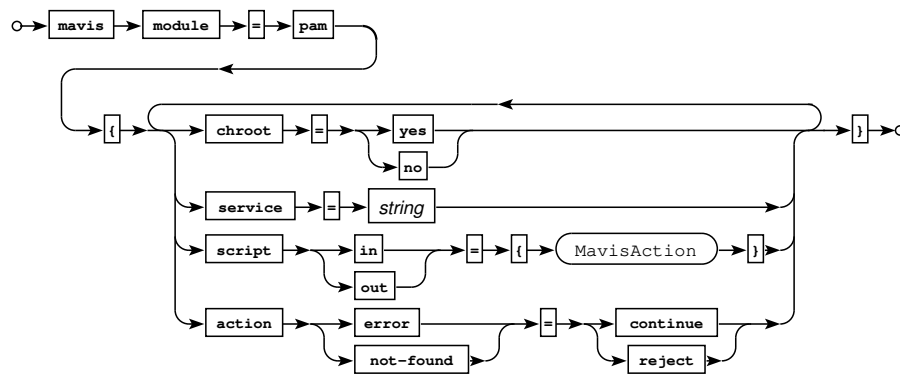 mavis module = pam
{ chroot = yes }
no
service = string
script in = { MavisAction }
out
action error = continue
not-found reject